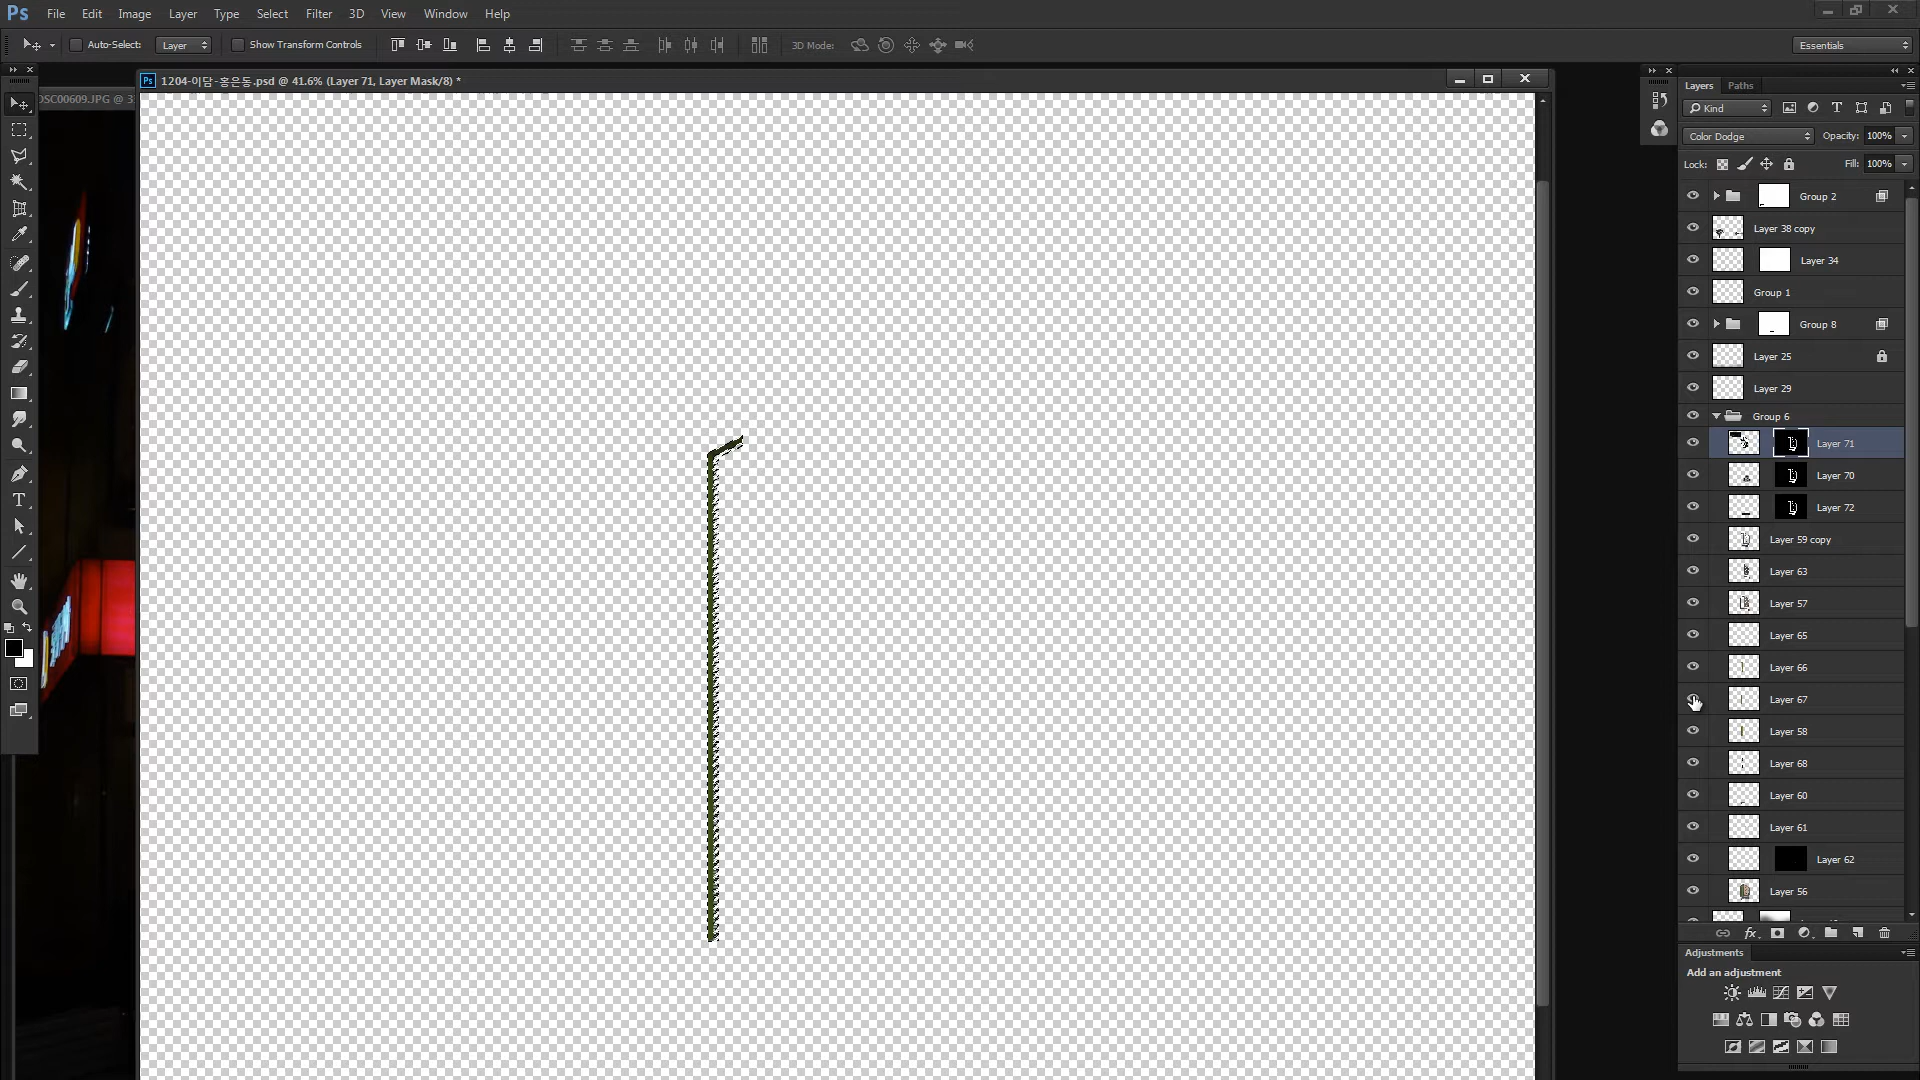 Ps File Edit Image Layer Type Select Filter 3D View Window Help
Auto-Select: Layer Show Transform Controls 3D Mode: Essentials
DSC00609.JPG @ 3
Ps 1204-이담-홍은동.psd @ 41.6% (Layer 71, Layer Mask/8) *
Layers Paths
Kind
Color Dodge Opacity: 100%
Lock: Fill: 100%
Group 2
Layer 38 copy
Layer 34
Group 1
Group 8
Layer 25
Layer 29
Group 6
Layer 71
Layer 70
Layer 72
Layer 59 copy
Layer 63
Layer 57
Layer 65
Layer 66
Layer 67
Layer 58
Layer 68
Layer 60
Layer 61
Layer 62
Layer 56
fx
Adjustments
Add an adjustment